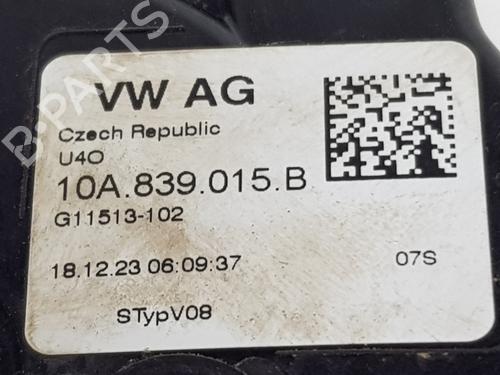 B-PARTS
VW AG
Czech Republic
U4O
10A.839.015.B
G11513-102
18.12.23 06:09:37 07S
STypV08